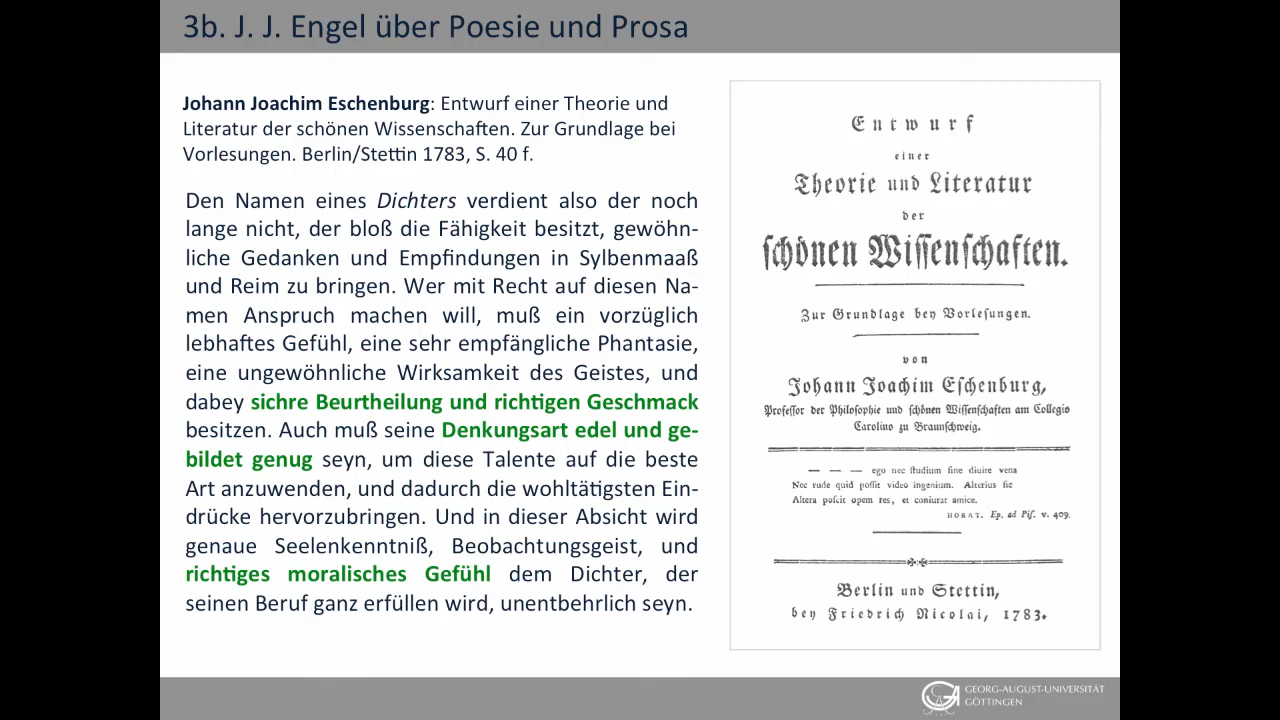 3b. J. J. Engel über Poesie und Prosa
Johann Joachim Eschenburg: Entwurf einer Theorie und
Literatur der schönen Wissenschaften. Zur Grundlage bei
Vorlesungen. Berlin/Stettin 1783, S. 40 f.
Den Namen eines Dichters verdient also der noch
lange nicht, der bloß die Fähigkeit besitzt, gewöhn-
liche Gedanken und Empfindungen in Sylbenmaaß
und Reim zu bringen. Wer mit Recht auf diesen Na-
men Anspruch machen will, muß ein vorzüglich
lebhaftes Gefühl, eine sehr empfängliche Phantasie,
eine ungewöhnliche Wirksamkeit des Geistes, und
dabey sichre Beurtheilung und richtigen Geschmack
besitzen. Auch muß seine Denkungsart edel und ge-
bildet genug seyn, um diese Talente auf die beste
Art anzuwenden, und dadurch die wohltätigsten Ein-
drücke hervorzubringen. Und in dieser Absicht wird
genaue Seelenkenntniß, Beobachtungsgeist, und
richtiges moralisches Gefühl dem Dichter, der
seinen Beruf ganz erfüllen wird, unentbehrlich seyn.
Entwurf
einer
Theorie und Literatur
der
schönen Wissenschaften.
Zur Grundlage bey Vorlesungen.
von
Johann Joachim Eschenburg,
Professor der Philosophie und schönen Wissenschaften am Collegio
Carolino zu Braunschweig.
— — — ego nec studium sine divite vena
Nec rude quid possit video ingenium. Alterius sic
Altera poscit opem res, et coniurat amice.
HORAT. Ep. ad Pis. v. 409.
Berlin und Stettin,
bey Friedrich Nicolai, 1783.
GEORG-AUGUST-UNIVERSITÄT
GÖTTINGEN